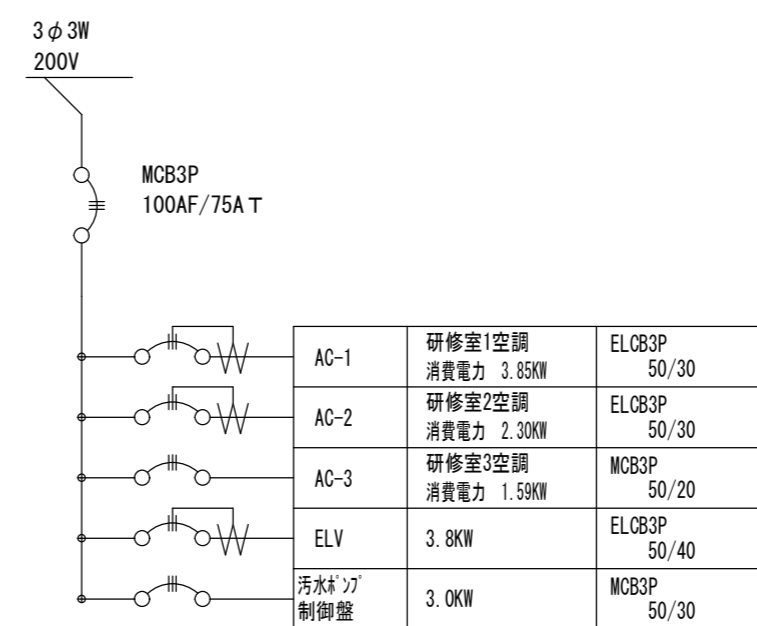 3φ3W
200V
MCB3P
100AF/75AT
AC-1 研修室1空調 ELCB3P
消費電力 3.85KW 50/30
AC-2 研修室2空調 ELCB3P
消費電力 2.30KW 50/30
AC-3 研修室3空調 MCB3P
消費電力 1.59KW 50/20
ELV 3.8KW ELCB3P
50/40
汚水ポンプ 3.0KW MCB3P
制御盤 50/30